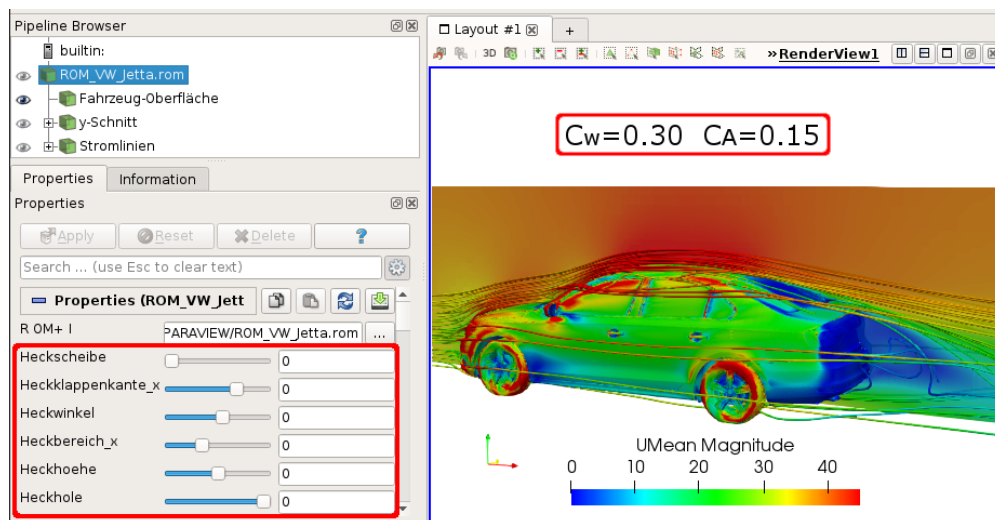 Pipeline Browser
builtin:
ROM_VW_Jetta.rom
Fahrzeug-Oberfläche
y-Schnitt
Stromlinien
Properties Information
Properties
Apply Reset Delete ?
Search ... (use Esc to clear text)
Properties (ROM_VW_Jett
R OM+ I PARAVIEW/ROM_VW_Jetta.rom ...
Heckscheibe 0
Heckklappenkante_x 0
Heckwinkel 0
Heckbereich_x 0
Heckhoehe 0
Heckhole 0
Layout #1 +
3D »RenderView1
Cw=0.30 CA=0.15
UMean Magnitude
0 10 20 30 40